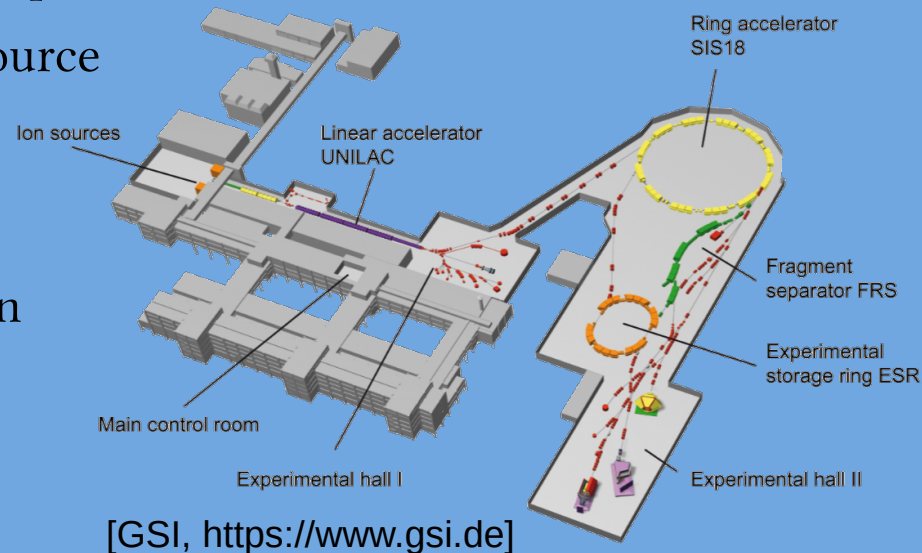 Ring accelerator
SIS18
ource
Ion sources
Linear accelerator
UNILAC
Fragment
separator FRS
n
Experimental
storage ring ESR
Main control room
Experimental hall I
Experimental hall II
[GSI, https://www.gsi.de]